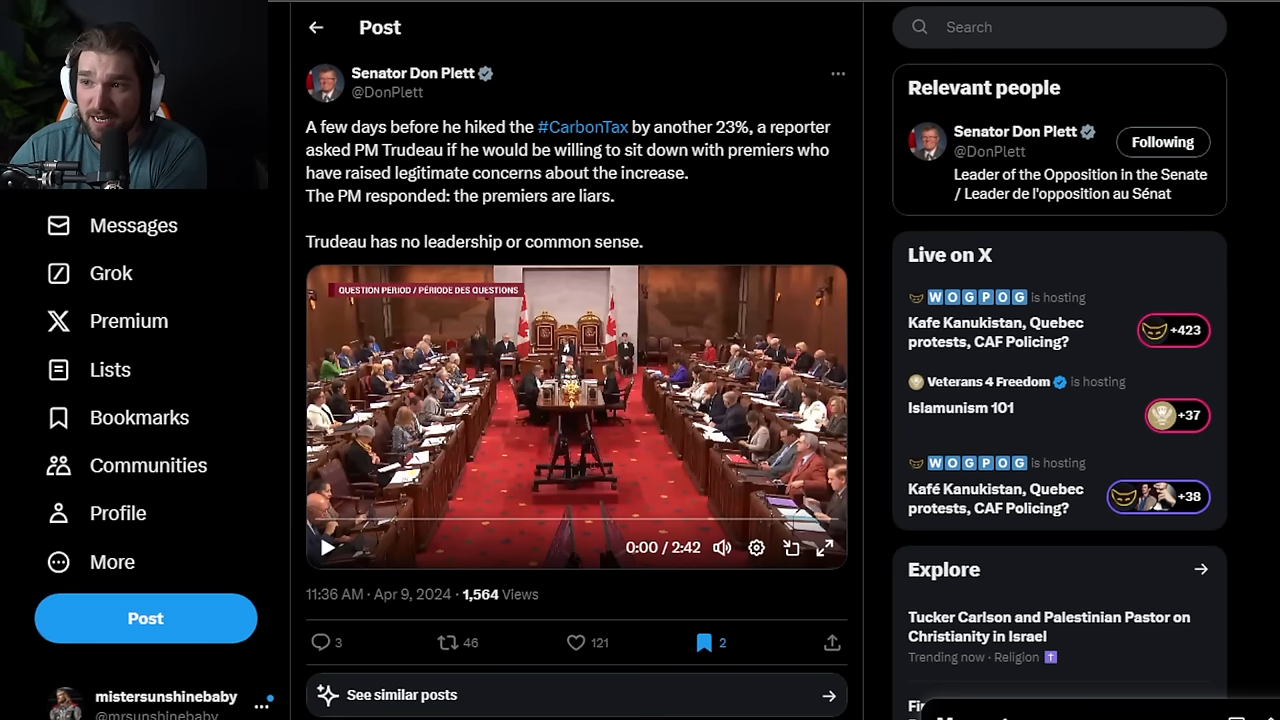 Post
Senator Don Plett
@DonPlett
A few days before he hiked the #CarbonTax by another 23%, a reporter
asked PM Trudeau if he would be willing to sit down with premiers who
have raised legitimate concerns about the increase.
The PM responded: the premiers are liars.
Trudeau has no leadership or common sense.
QUESTION PERIOD / PÉRIODE DES QUESTIONS
0:00 / 2:42
11:36 AM · Apr 9, 2024 · 1,564 Views
3
46
121
2
See similar posts
Messages
Grok
Premium
Lists
Bookmarks
Communities
Profile
More
Post
mistersunshinebaby
@mrsunshinebaby
Search
Relevant people
Senator Don Plett
@DonPlett
Following
Leader of the Opposition in the Senate
/ Leader de l'opposition au Sénat
Live on X
WOGPOG is hosting
Kafe Kanukistan, Quebec
protests, CAF Policing?
+423
Veterans 4 Freedom is hosting
Islamunism 101
+37
WOGPOG is hosting
Kafé Kanukistan, Quebec
protests, CAF Policing?
+38
Explore
Tucker Carlson and Palestinian Pastor on
Christianity in Israel
Trending now · Religion